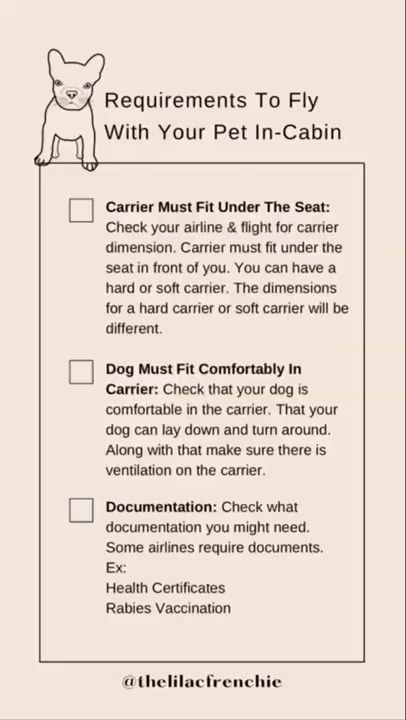 Requirements To Fly
With Your Pet In-Cabin
Carrier Must Fit Under The Seat:
Check your airline & flight for carrier
dimension. Carrier must fit under the
seat in front of you. You can have a
hard or soft carrier. The dimensions
for a hard carrier or soft carrier will be
different.
Dog Must Fit Comfortably In
Carrier: Check that your dog is
comfortable in the carrier. That your
dog can lay down and turn around.
Along with that make sure there is
ventilation on the carrier.
Documentation: Check what
documentation you might need.
Some airlines require documents.
Ex:
Health Certificates
Rabies Vaccination
@thelilacfrenchie